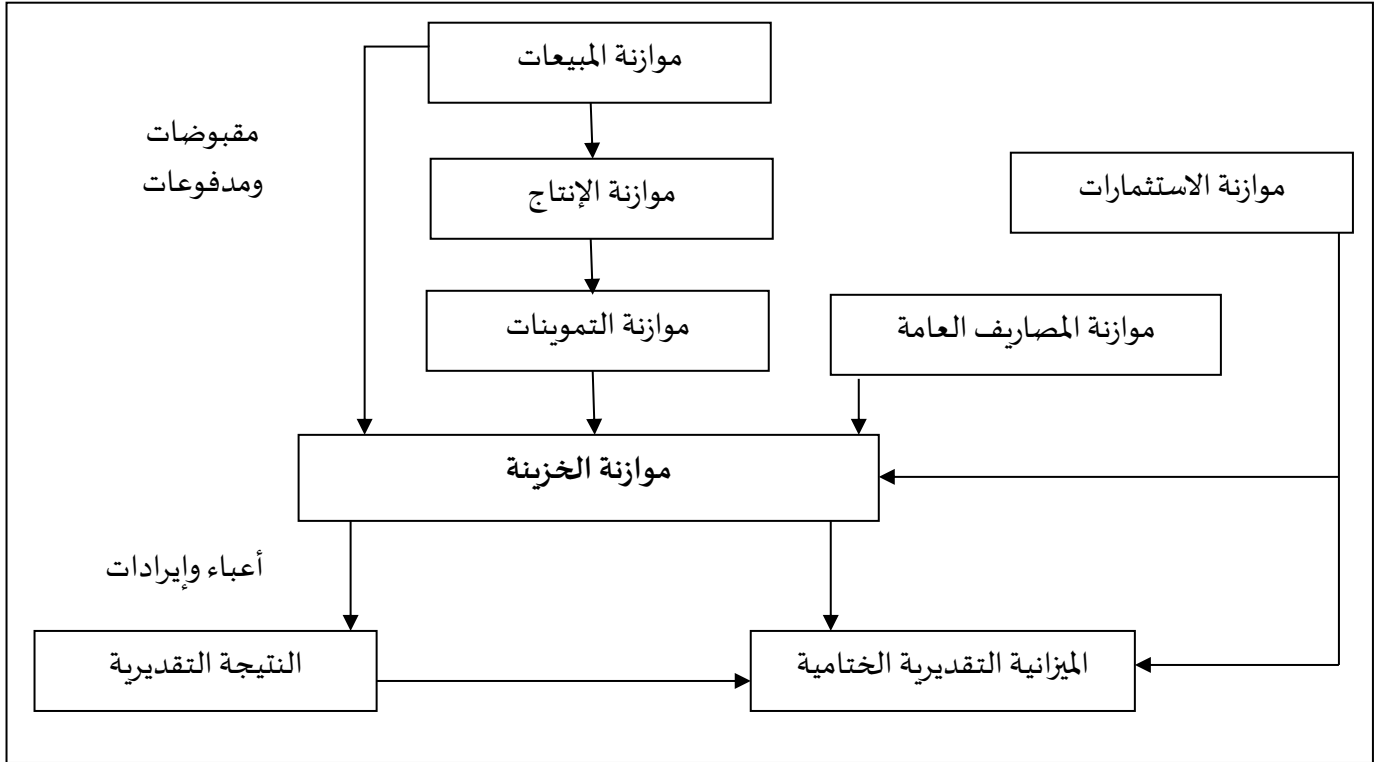 موازنة المبيعات
مقبوضات
ومدفوعات
موازنة الإنتاج
موازنة الاستثمارات
موازنة التموينات
موازنة المصاريف العامة
موازنة الخزينة
أعباء وإيرادات
النتيجة التقديرية
الميزانية التقديرية الختامية